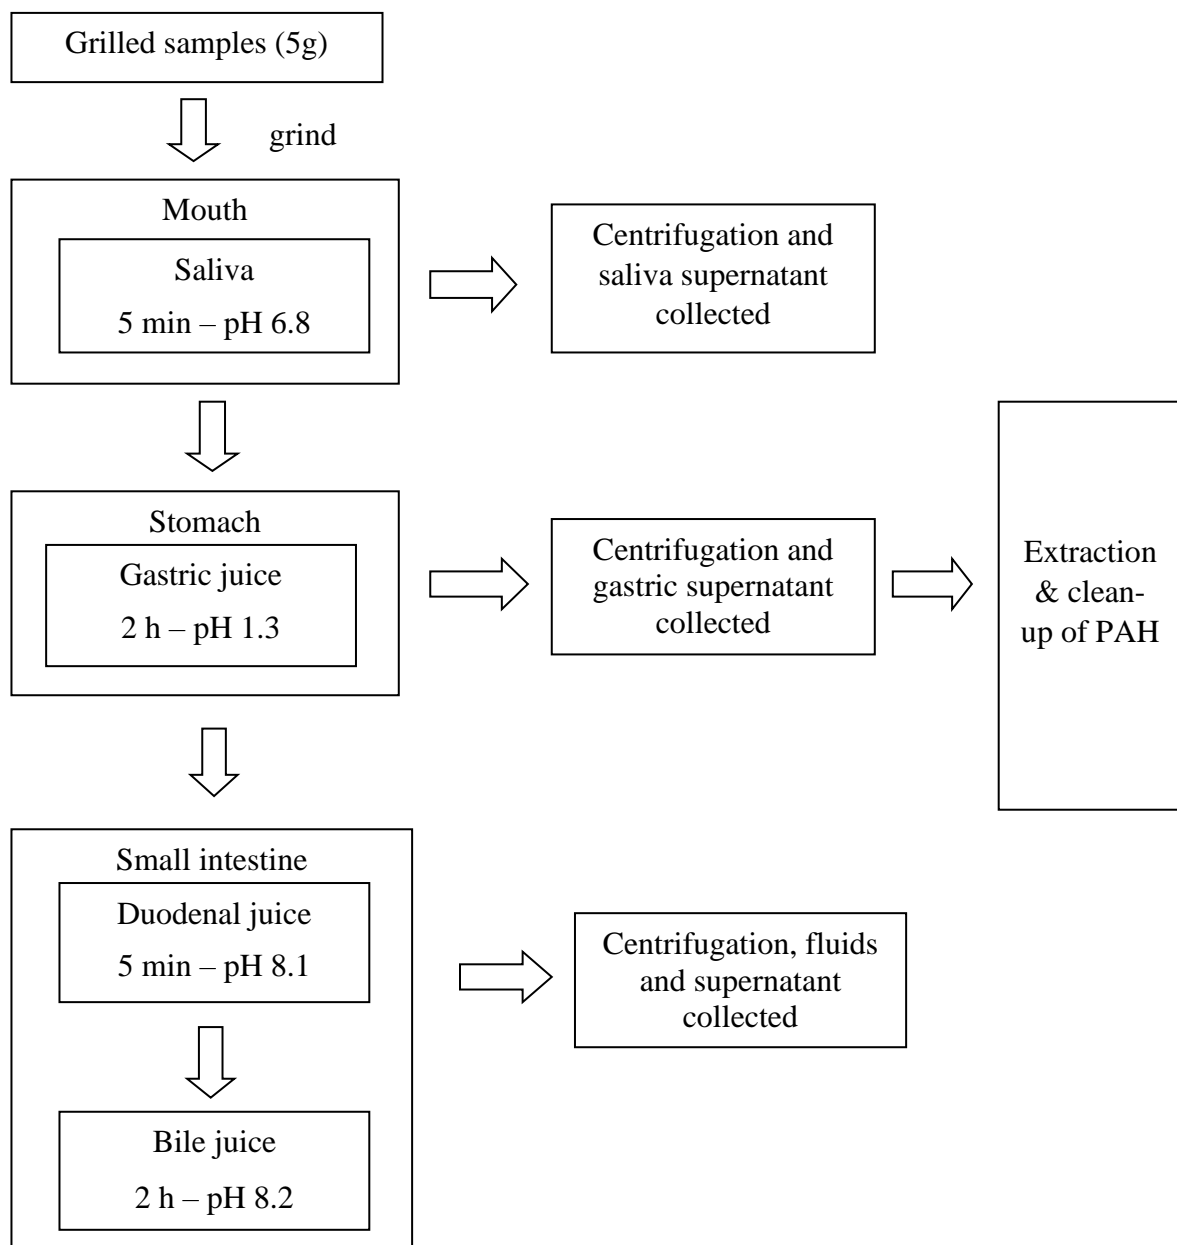 Grilled samples (5g)
grind
Mouth
Saliva
5 min – pH 6.8
Centrifugation and
saliva supernatant
collected
Stomach
Gastric juice
2 h – pH 1.3
Centrifugation and
gastric supernatant
collected
Extraction
& clean-
up of PAH
Small intestine
Duodenal juice
5 min – pH 8.1
Centrifugation, fluids
and supernatant
collected
Bile juice
2 h – pH 8.2